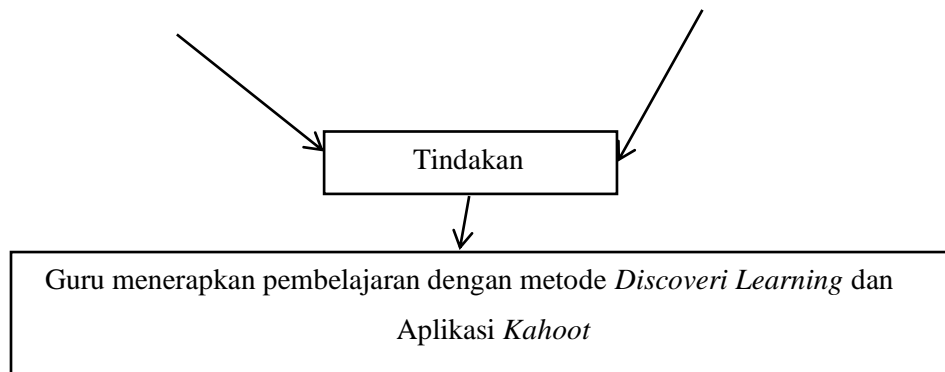 Tindakan
Guru menerapkan pembelajaran dengan metode Discoveri Learning dan
Aplikasi Kahoot